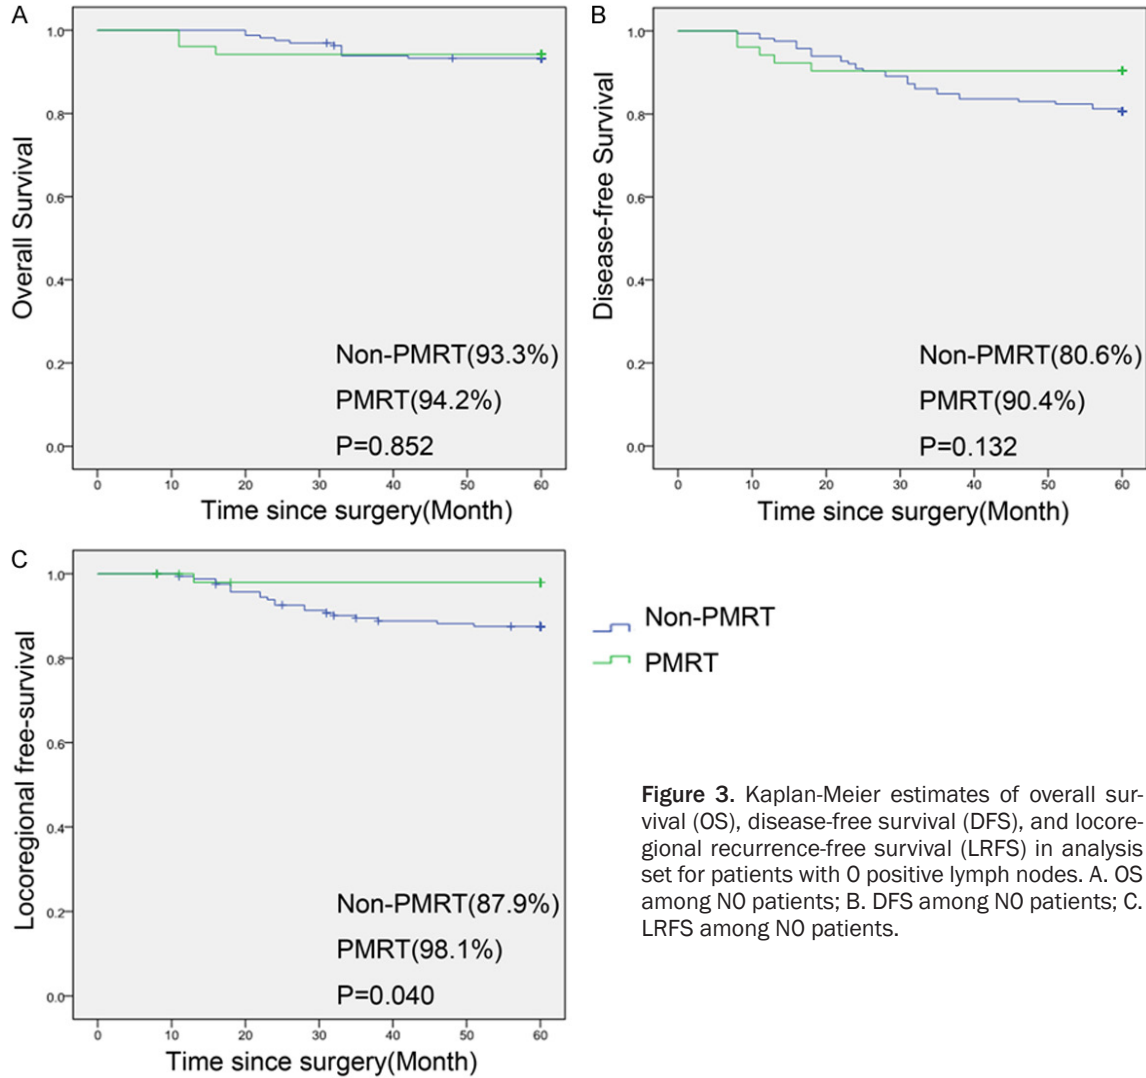 A
Overall Survival
1.0
0.8
0.6
0.4
0.2
0.0
Non-PMRT(93.3%)
PMRT(94.2%)
P=0.852
0 10 20 30 40 50 60
Time since surgery(Month)
B
Disease-free Survival
1.0
0.8
0.6
0.4
0.2
0.0
Non-PMRT(80.6%)
PMRT(90.4%)
P=0.132
0 10 20 30 40 50 60
Time since surgery(Month)
C
Locoregional free-survival
1.0
0.8
0.6
0.4
0.2
0.0
Non-PMRT(87.9%)
PMRT(98.1%)
P=0.040
0 10 20 30 40 50 60
Time since surgery(Month)
Non-PMRT
PMRT
Figure 3. Kaplan-Meier estimates of overall sur-
vival (OS), disease-free survival (DFS), and locore-
gional recurrence-free survival (LRFS) in analysis
set for patients with 0 positive lymph nodes. A. OS
among N0 patients; B. DFS among N0 patients; C.
LRFS among N0 patients.